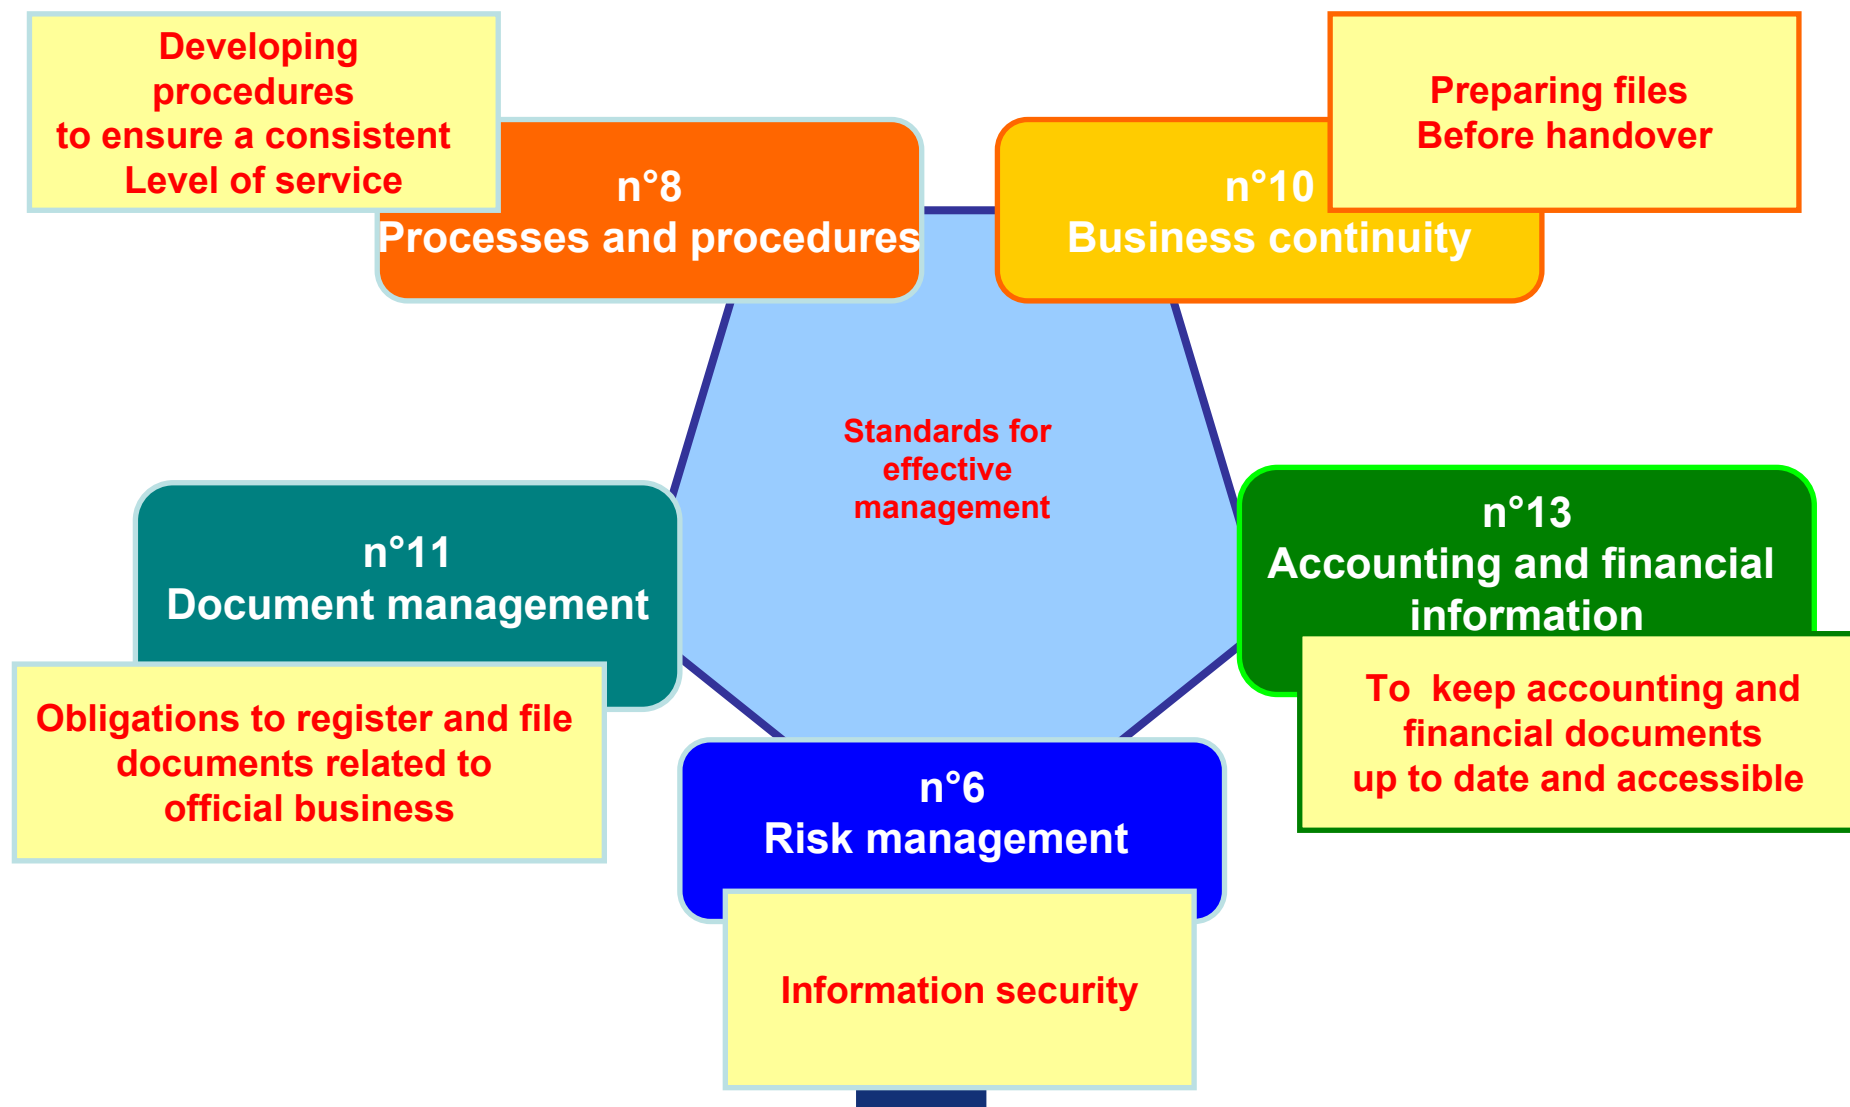 Developing
procedures
to ensure a consistent
Level of service
n°8
Processes and procedures
n°10
Business continuity
Preparing files
Before handover
Standards for
effective
management
n°11
Document management
Obligations to register and file
documents related to
official business
n°13
Accounting and financial
information
To keep accounting and
financial documents
up to date and accessible
n°6
Risk management
Information security